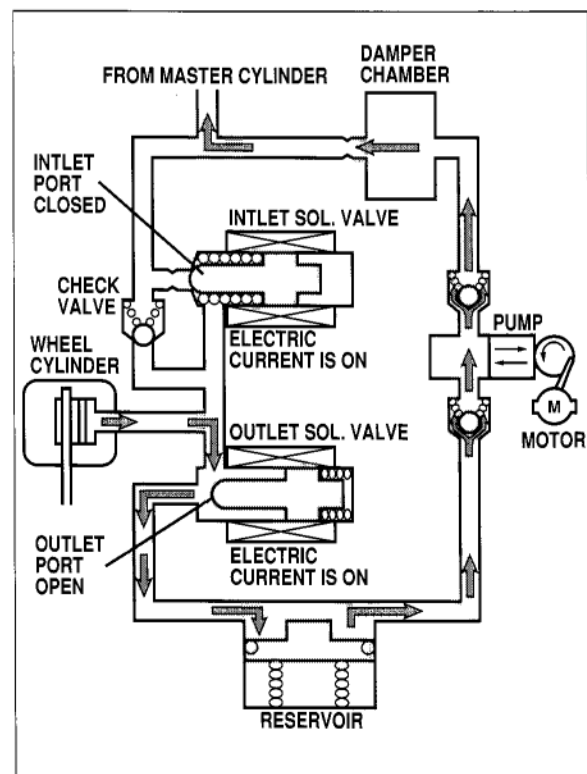 DAMPER
CHAMBER
FROM MASTER CYLINDER
INTLET
PORT
CLOSED
INTLET SOL. VALVE
CHECK
VALVE
ELECTRIC
CURRENT IS ON
PUMP
WHEEL
CYLINDER
M
MOTOR
OUTLET SOL. VALVE
OUTLET
PORT
OPEN
ELECTRIC
CURRENT IS ON
RESERVOIR